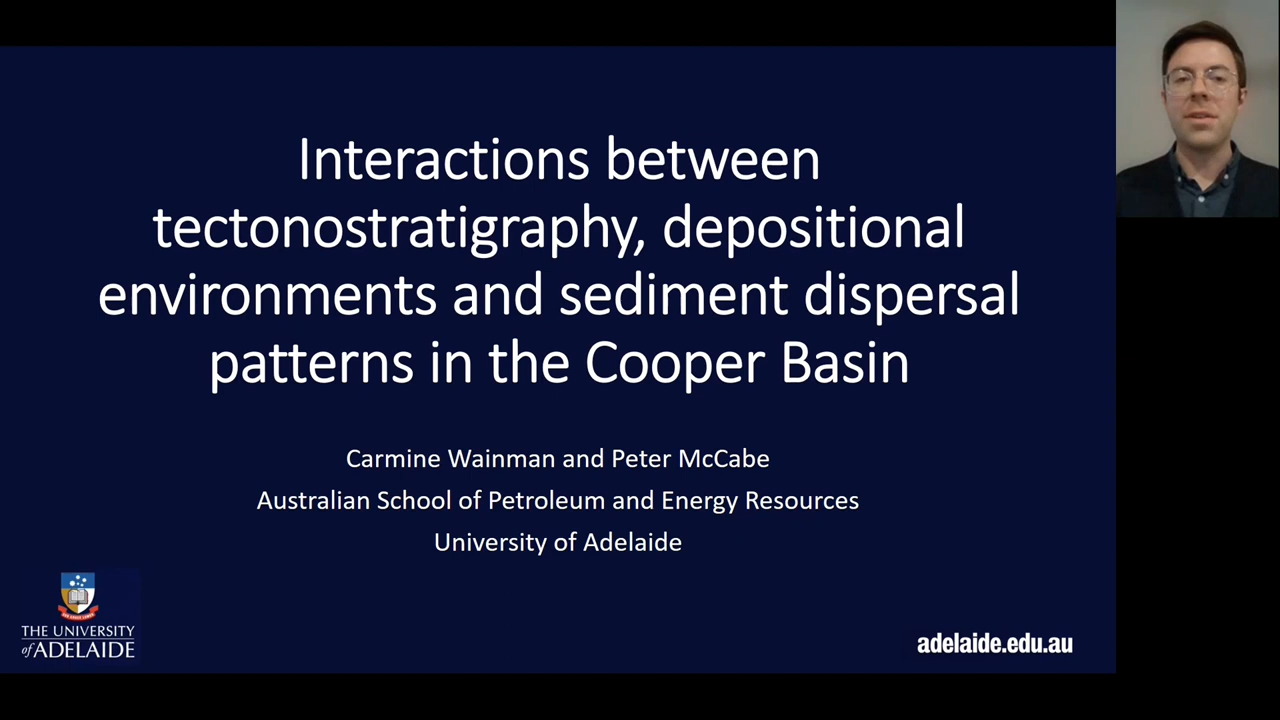 Interactions between
tectonostratigraphy, depositional
environments and sediment dispersal
patterns in the Cooper Basin
Carmine Wainman and Peter McCabe
Australian School of Petroleum and Energy Resources
University of Adelaide
THE UNIVERSITY
of ADELAIDE
adelaide.edu.au